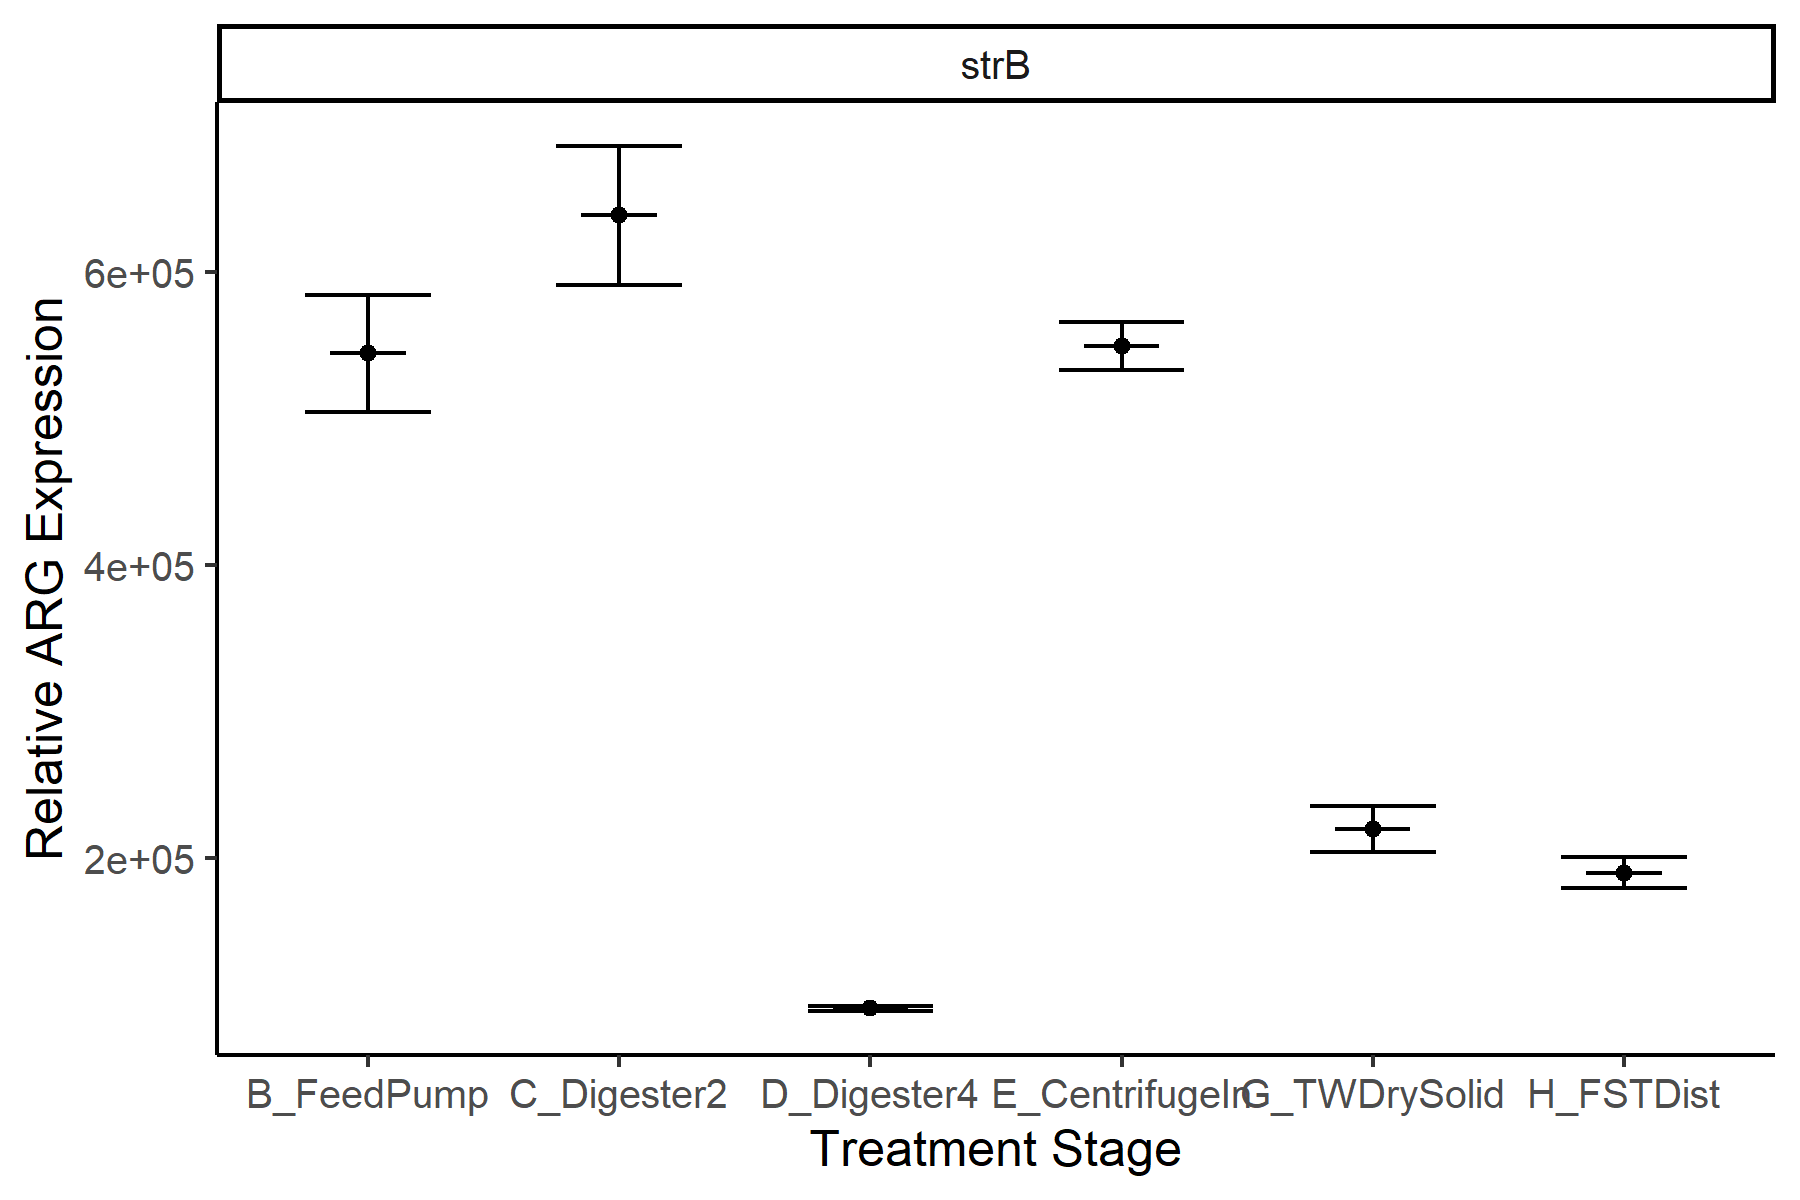 strB
Relative ARG Expression
6e+05
4e+05
2e+05
B_FeedPump C_Digester2 D_Digester4 E_CentrifugeIn G_TWDrySolid H_FSTDist
Treatment Stage